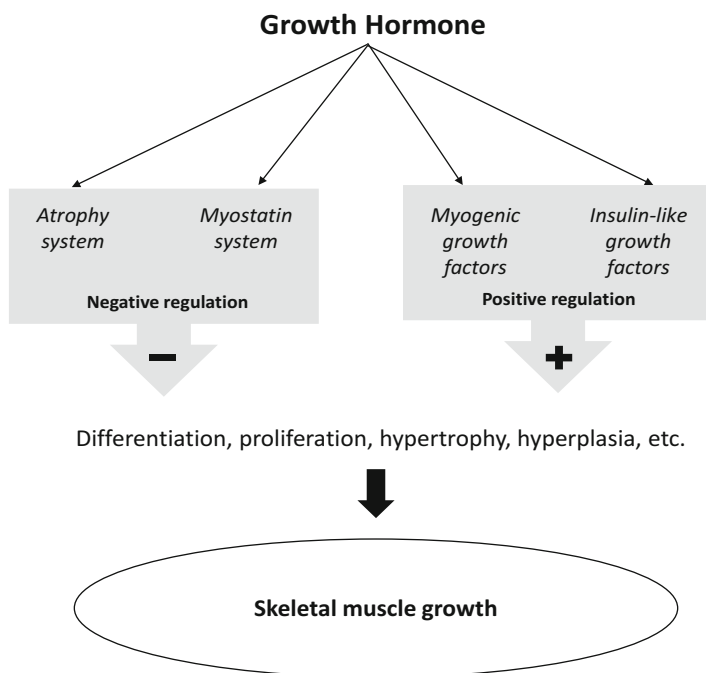 Growth Hormone
Atrophy
system
Myostatin
system
Negative regulation
−
Myogenic
growth
factors
Insulin-like
growth
factors
Positive regulation
+
Differentiation, proliferation, hypertrophy, hyperplasia, etc.
Skeletal muscle growth